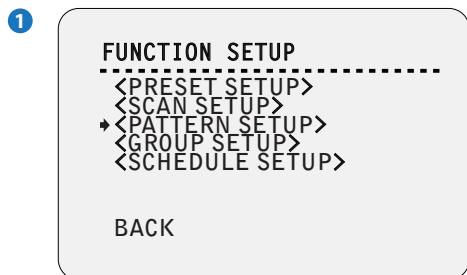 1
FUNCTION SETUP
<PRESET SETUP>
<SCAN SETUP>
<PATTERN SETUP>
<GROUP SETUP>
<SCHEDULE SETUP>
BACK